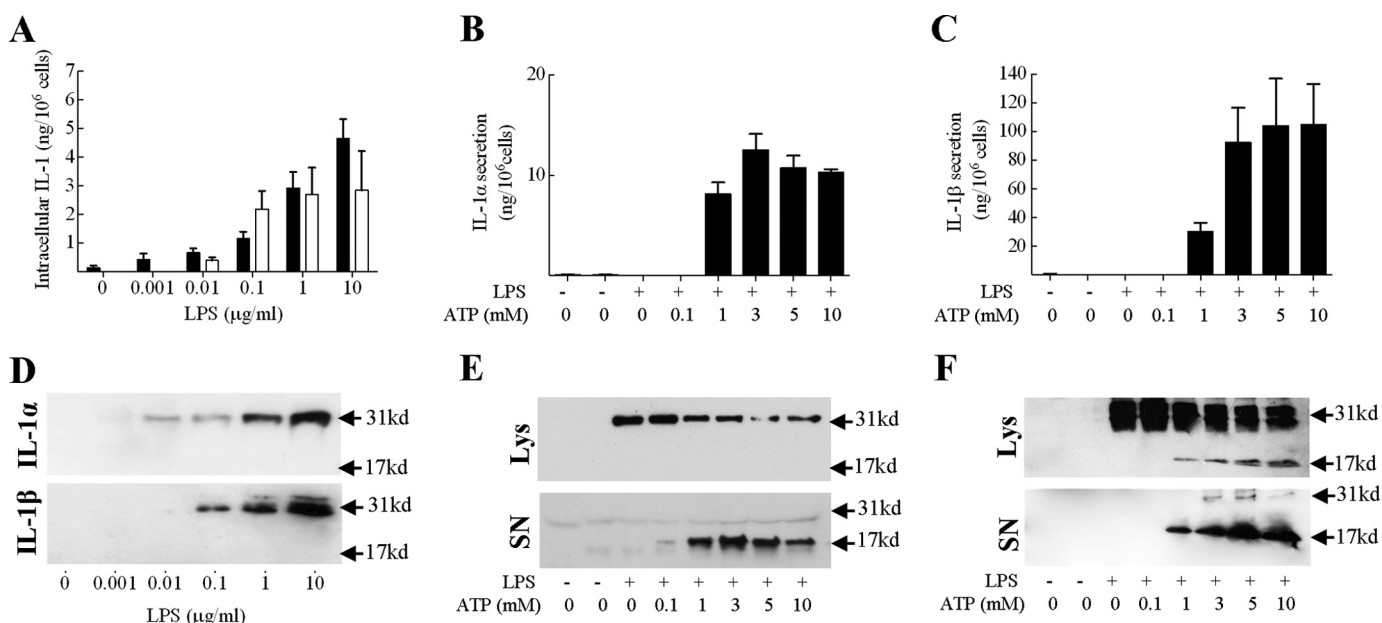 A
Intracellular IL-1 (ng/10⁶ cells)
7
6
5
4
3
2
1
0 0.001 0.01 0.1 1 10
LPS (µg/ml)
B
IL-1α secretion
(ng/10⁶cells)
20
10
LPS - - + + + + + +
ATP (mM) 0 0 0 0.1 1 3 5 10
C
IL-1β secretion
(ng/10⁶ cells)
140
120
100
80
60
40
20
LPS - - + + + + + +
ATP (mM) 0 0 0 0.1 1 3 5 10
D
IL-1α
31kd
17kd
IL-1β
31kd
17kd
0 0.001 0.01 0.1 1 10
LPS (µg/ml)
E
Lys
31kd
17kd
SN
31kd
17kd
LPS - - + + + + + +
ATP (mM) 0 0 0 0.1 1 3 5 10
F
Lys
31kd
17kd
SN
31kd
17kd
LPS - - + + + + + +
ATP (mM) 0 0 0 0.1 1 3 5 10